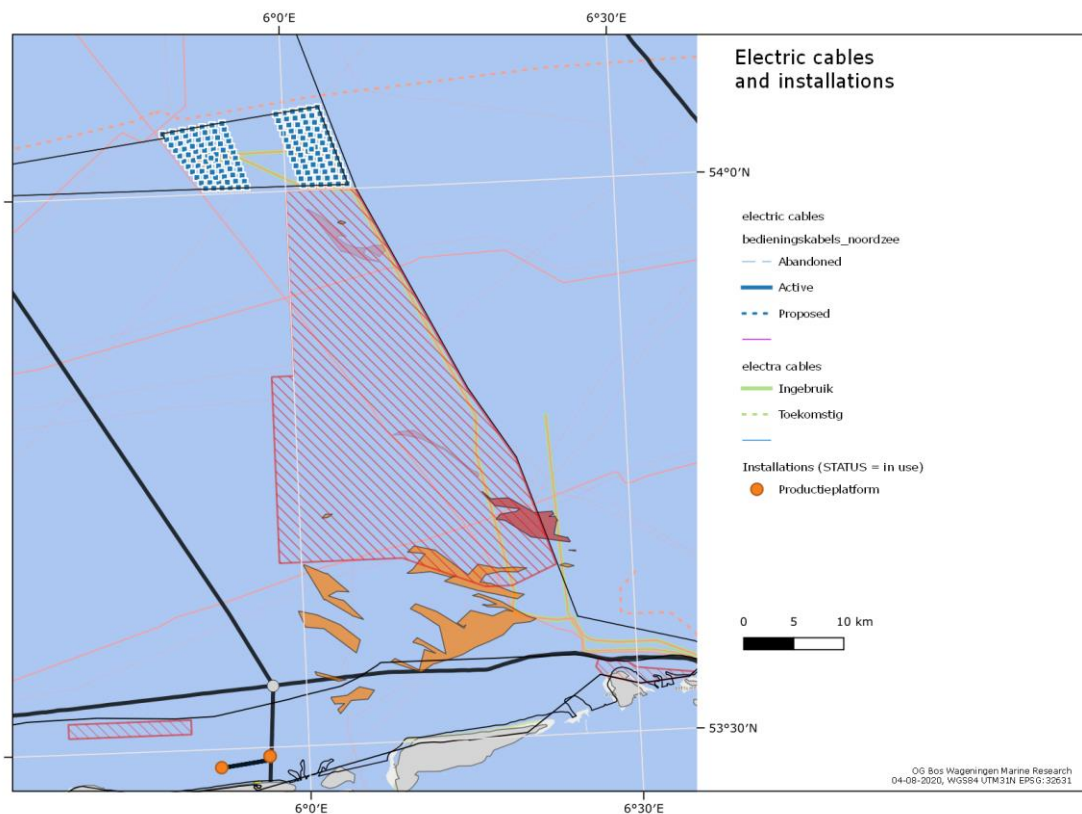 6°0'E
6°30'E
Electric cables
and installations
54°0'N
electric cables
bedieningskabels_noordzee
Abandoned
Active
Proposed
electra cables
Ingebruik
Toekomstig
Installations (STATUS = in use)
Productieplatform
0 5 10 km
53°30'N
OG Bos Wageningen Marine Research
04-08-2020, WGS84 UTM31N EPSG:32631
6°0'E
6°30'E